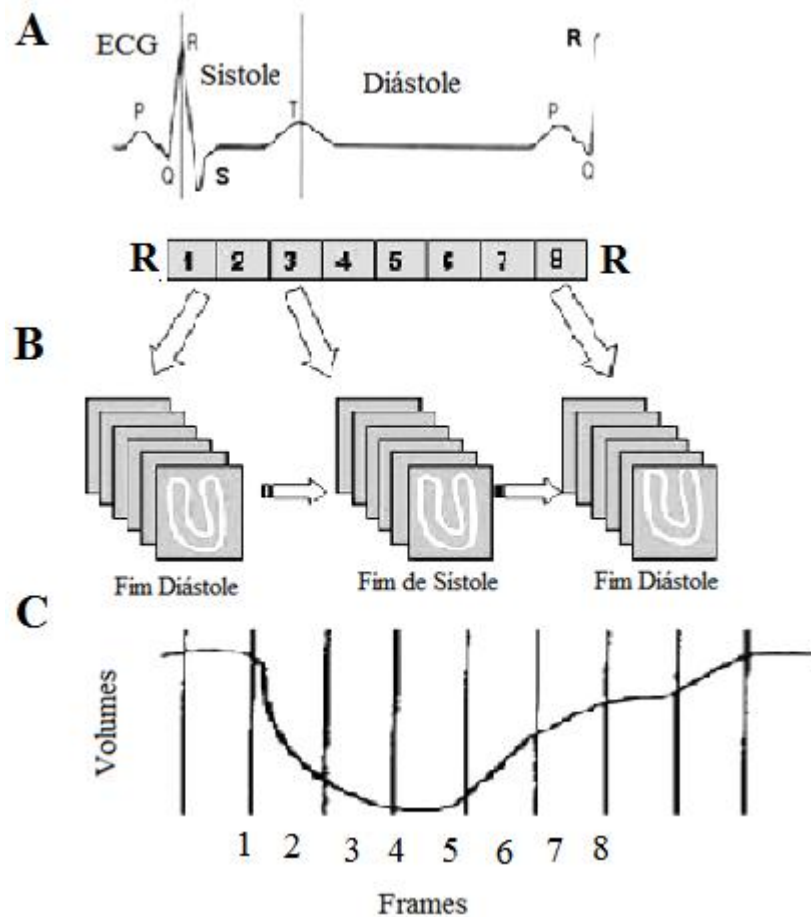 A
ECG
R
R
Sistole
Diástole
P
T
P
Q
S
Q
R
1 2 3 4 5 6 7 8
R
B
Fim Diástole
Fim de Sistole
Fim Diástole
C
Volumes
1 2 3 4 5 6 7 8
Frames